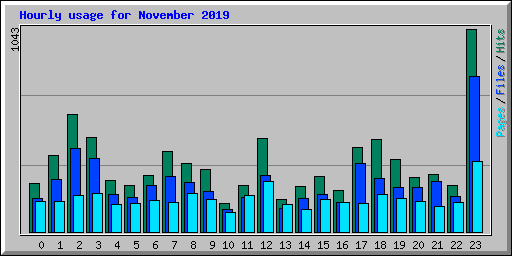 Hourly usage for November 2019
1043
Pages / Files / Hits
0 1 2 3 4 5 6 7 8 9 10 11 12 13 14 15 16 17 18 19 20 21 22 23